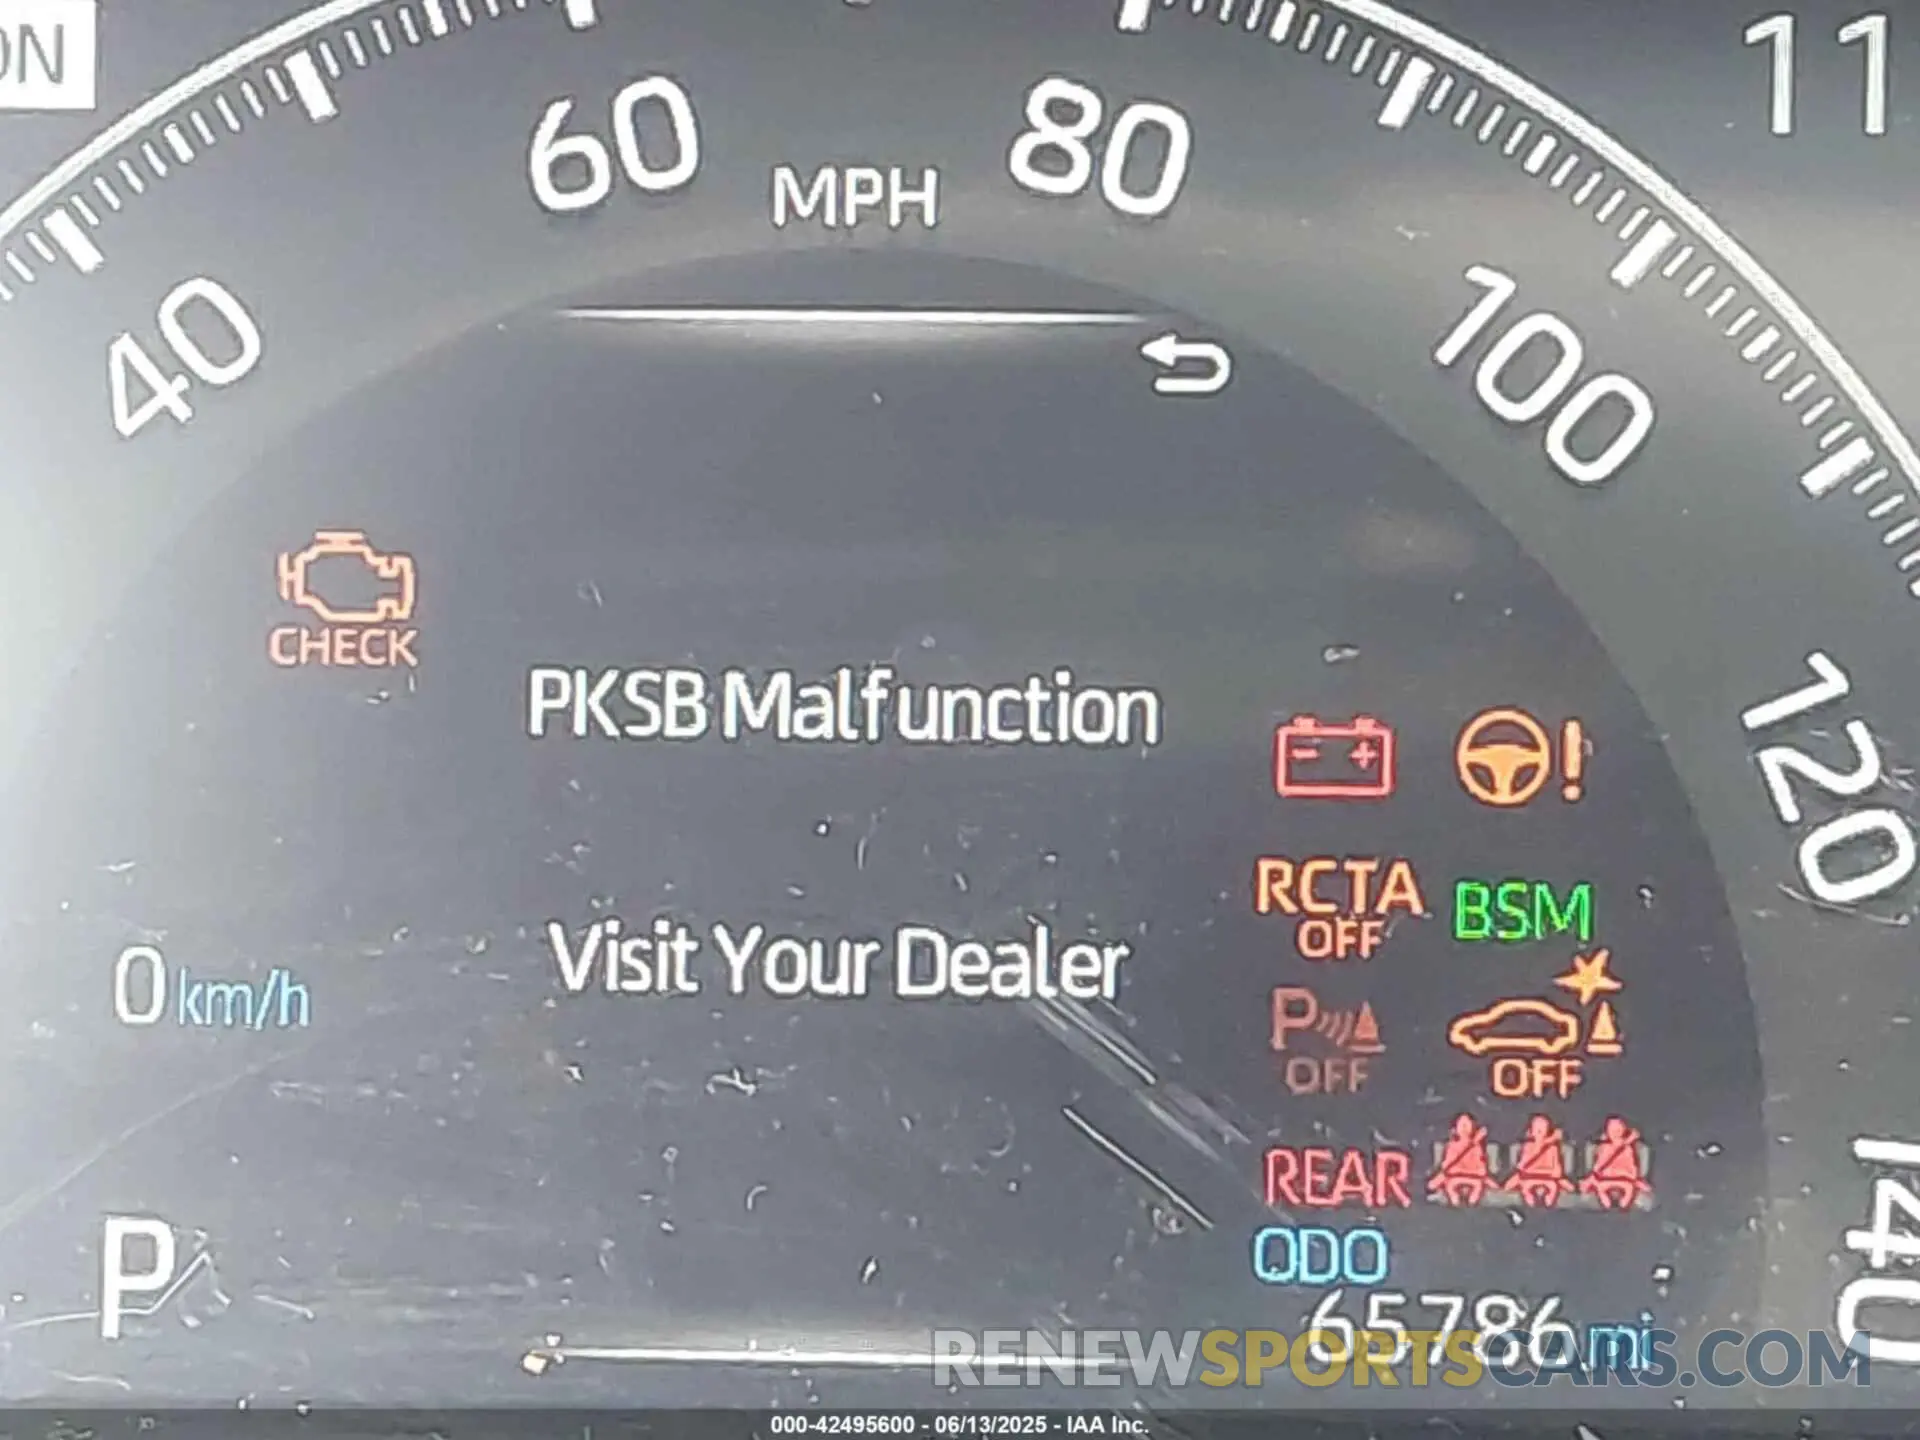 ON
11
60
80
MPH
40
100
CHECK
PKSB Malfunction
120
RCTA
OFF
BSM
Visit Your Dealer
0 km/h
P
OFF
OFF
REAR
140
P
ODO
65786 mi
RENEWSPORTSCARS.COM
000-42495600 - 06/13/2025 - IAA Inc.